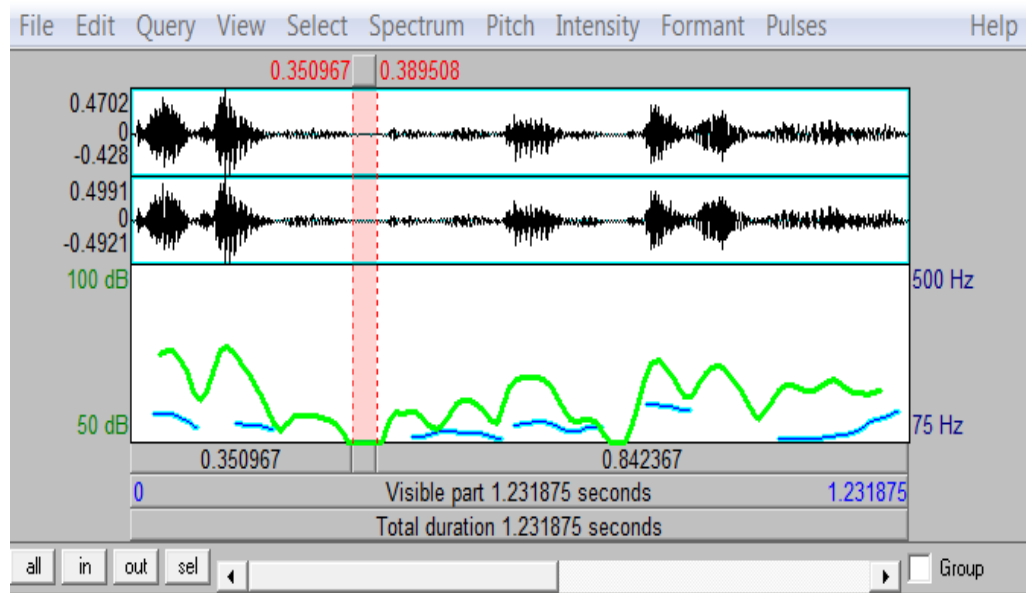 File Edit Query View Select Spectrum Pitch Intensity Formant Pulses Help
0.350967 0.389508
0.4702
0
-0.428
0.4991
0
-0.4921
100 dB 500 Hz
50 dB 75 Hz
0.350967 0.842367
0 Visible part 1.231875 seconds 1.231875
Total duration 1.231875 seconds
all in out sel Group